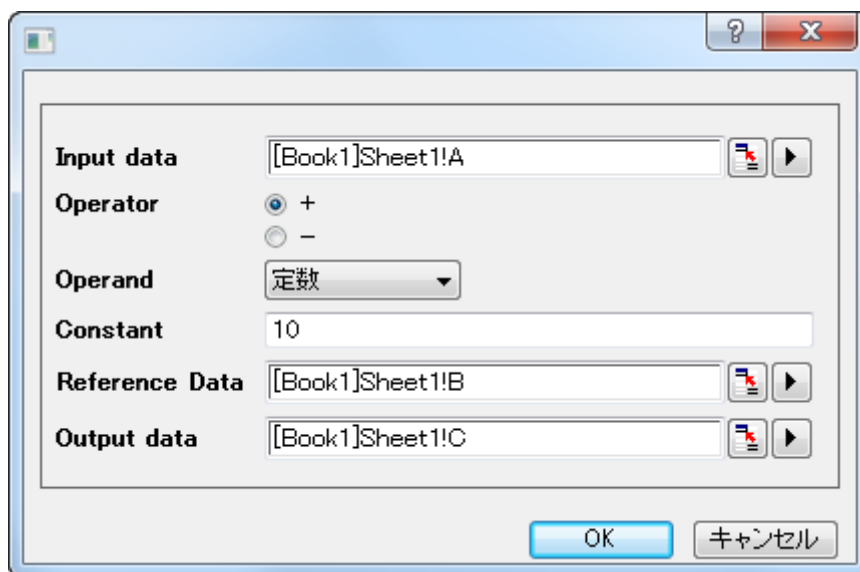 Input data [Book1]Sheet1!A
Operator +
−
Operand 定数
Constant 10
Reference Data [Book1]Sheet1!B
Output data [Book1]Sheet1!C
OK キャンセル